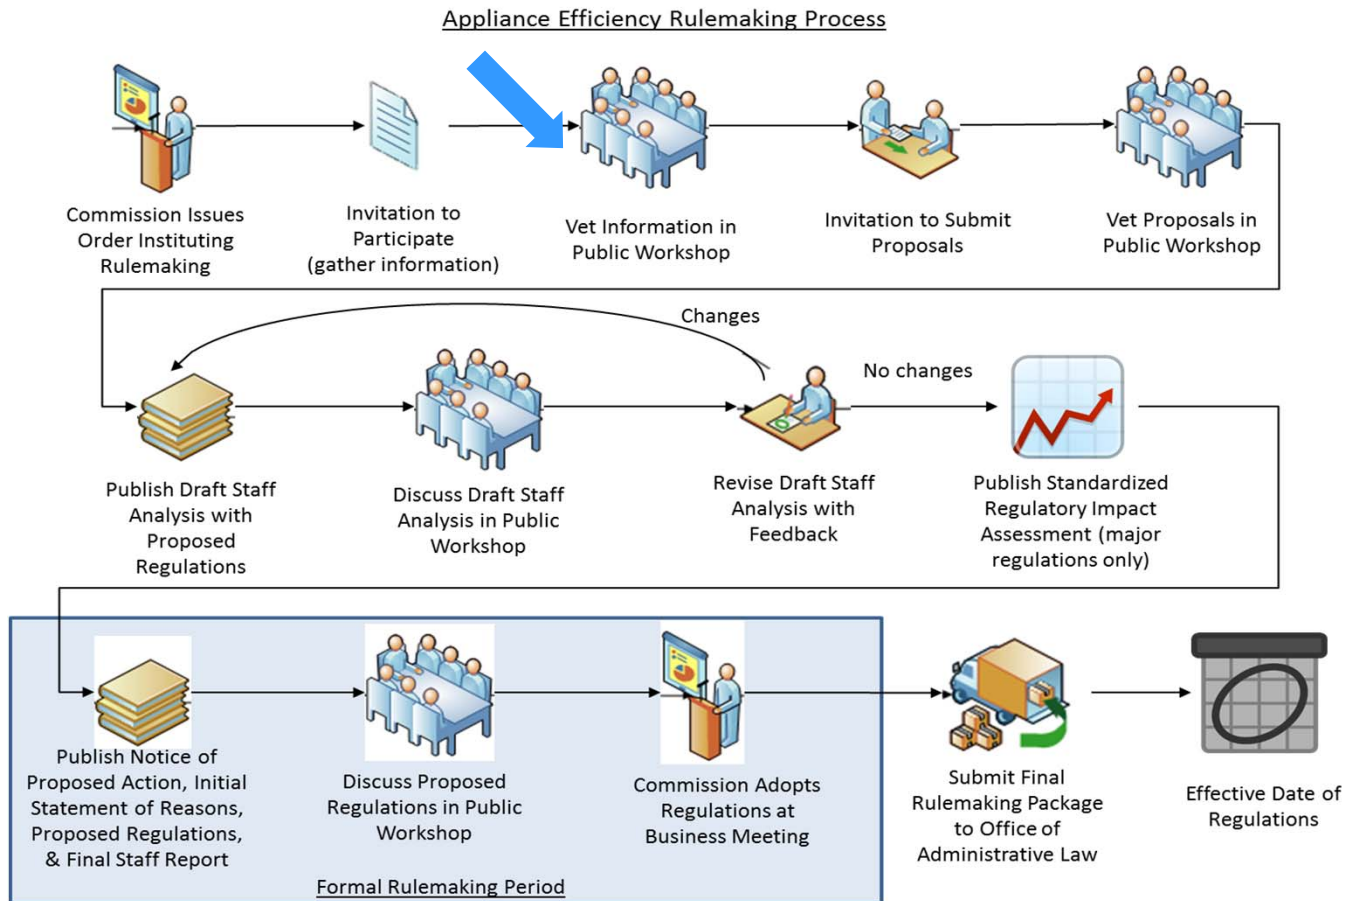 Appliance Efficiency Rulemaking Process
Commission Issues
Order Instituting
Rulemaking
Invitation to
Participate
(gather information)
Vet Information in
Public Workshop
Invitation to Submit
Proposals
Vet Proposals in
Public Workshop
Changes
No changes
Publish Draft Staff
Analysis with
Proposed
Regulations
Discuss Draft Staff
Analysis in Public
Workshop
Revise Draft Staff
Analysis with
Feedback
Publish Standardized
Regulatory Impact
Assessment (major
regulations only)
Publish Notice of
Proposed Action, Initial
Statement of Reasons,
Proposed Regulations,
& Final Staff Report
Discuss Proposed
Regulations in Public
Workshop
Commission Adopts
Regulations at
Business Meeting
Submit Final
Rulemaking Package
to Office of
Administrative Law
Effective Date of
Regulations
Formal Rulemaking Period